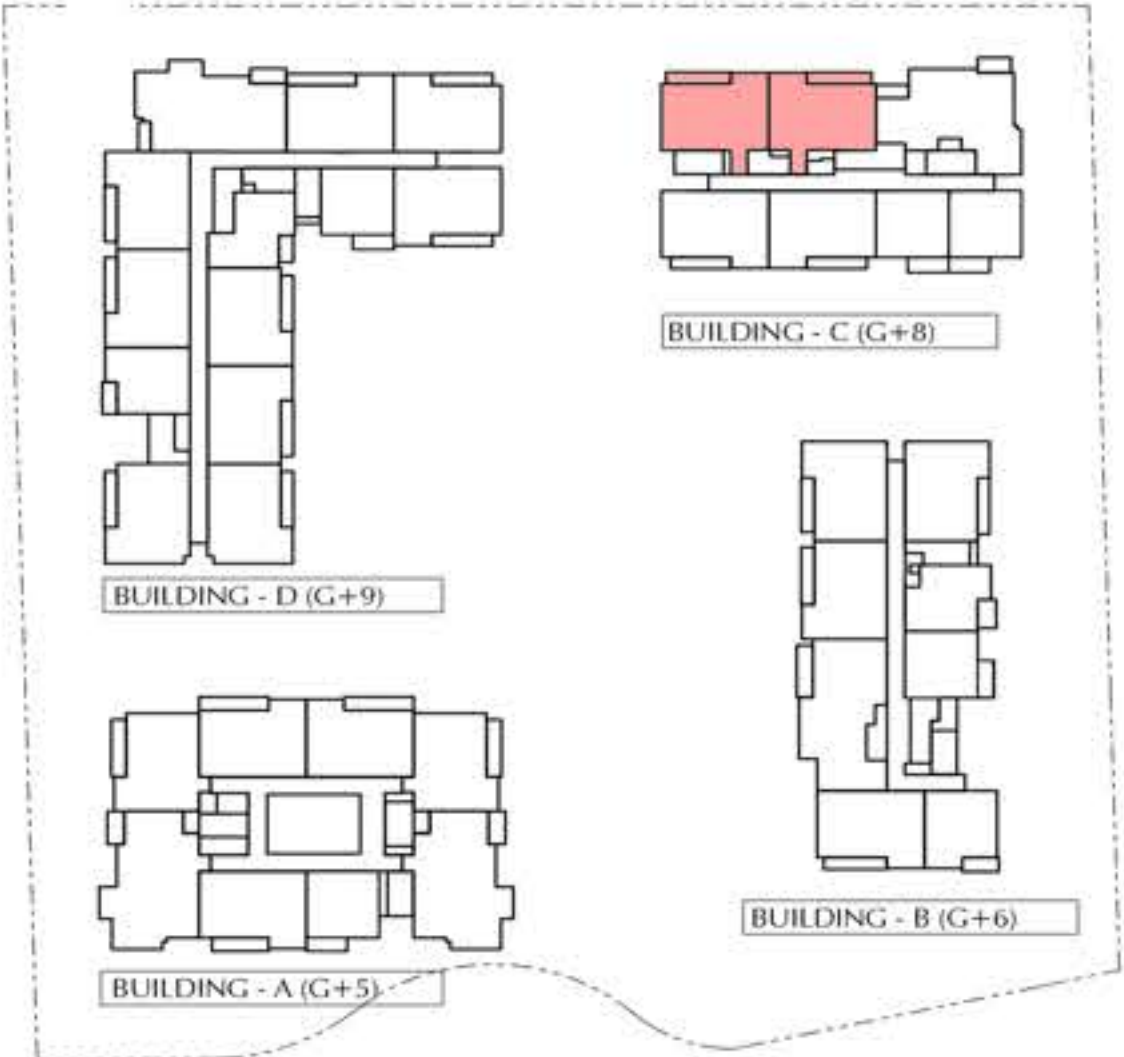 BUILDING - C (G+8)
BUILDING - D (G+9)
BUILDING - B (G+6)
BUILDING - A (G+5)